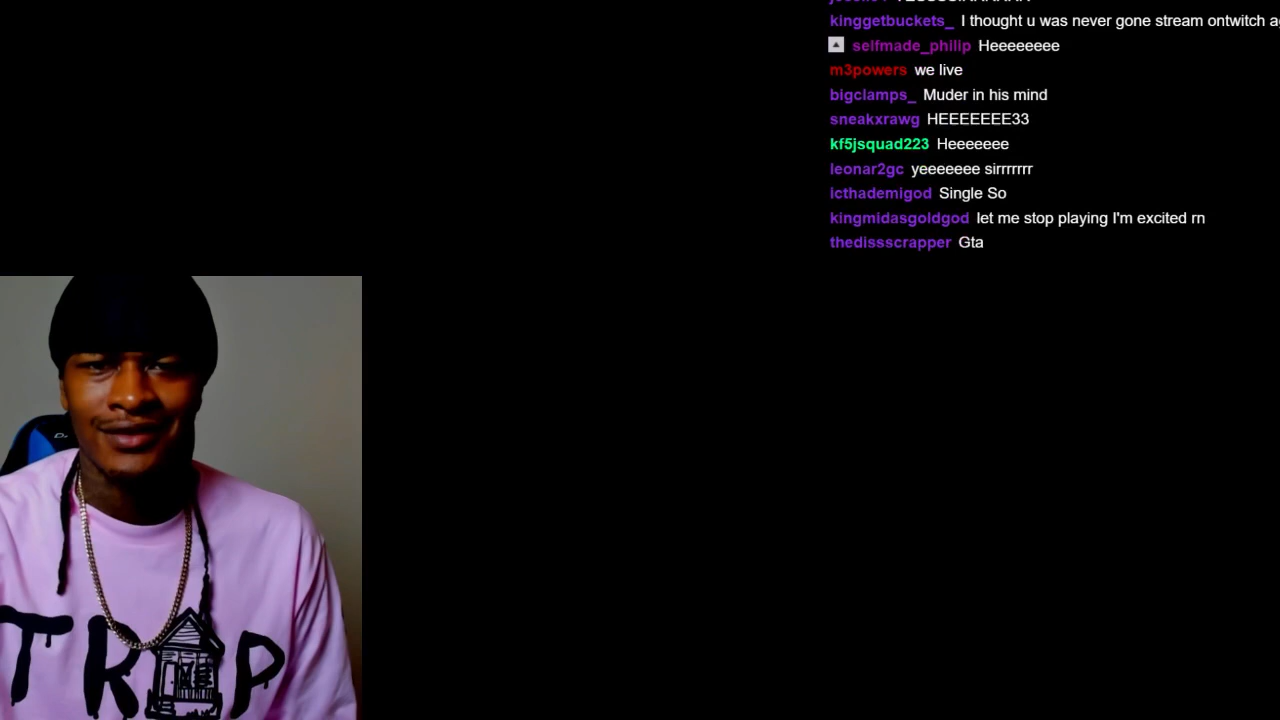 kinggetbuckets_ I thought u was never gone stream ontwitch ag
selfmade_philip Heeeeeeee
m3powers we live
bigclamps_ Muder in his mind
sneakxrawg HEEEEEEE33
kf5jsquad223 Heeeeeee
leonar2gc yeeeeeee sirrrrrrr
icthademigod Single So
kingmidasgoldgod let me stop playing I'm excited rn
thedissscrapper Gta
TRAP